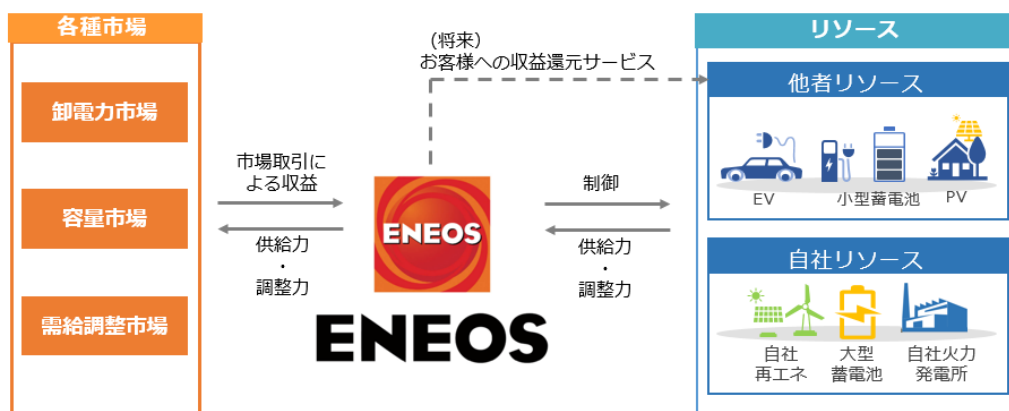 各種市場
卸電力市場
容量市場
需給調整市場
市場取引に
よる収益
供給力
・
調整力
(将来)
お客様への収益還元サービス
ENEOS
ENEOS
制御
供給力
・
調整力
リソース
他者リソース
EV
小型蓄電池
PV
自社リソース
自社
再エネ
大型
蓄電池
自社火力
発電所